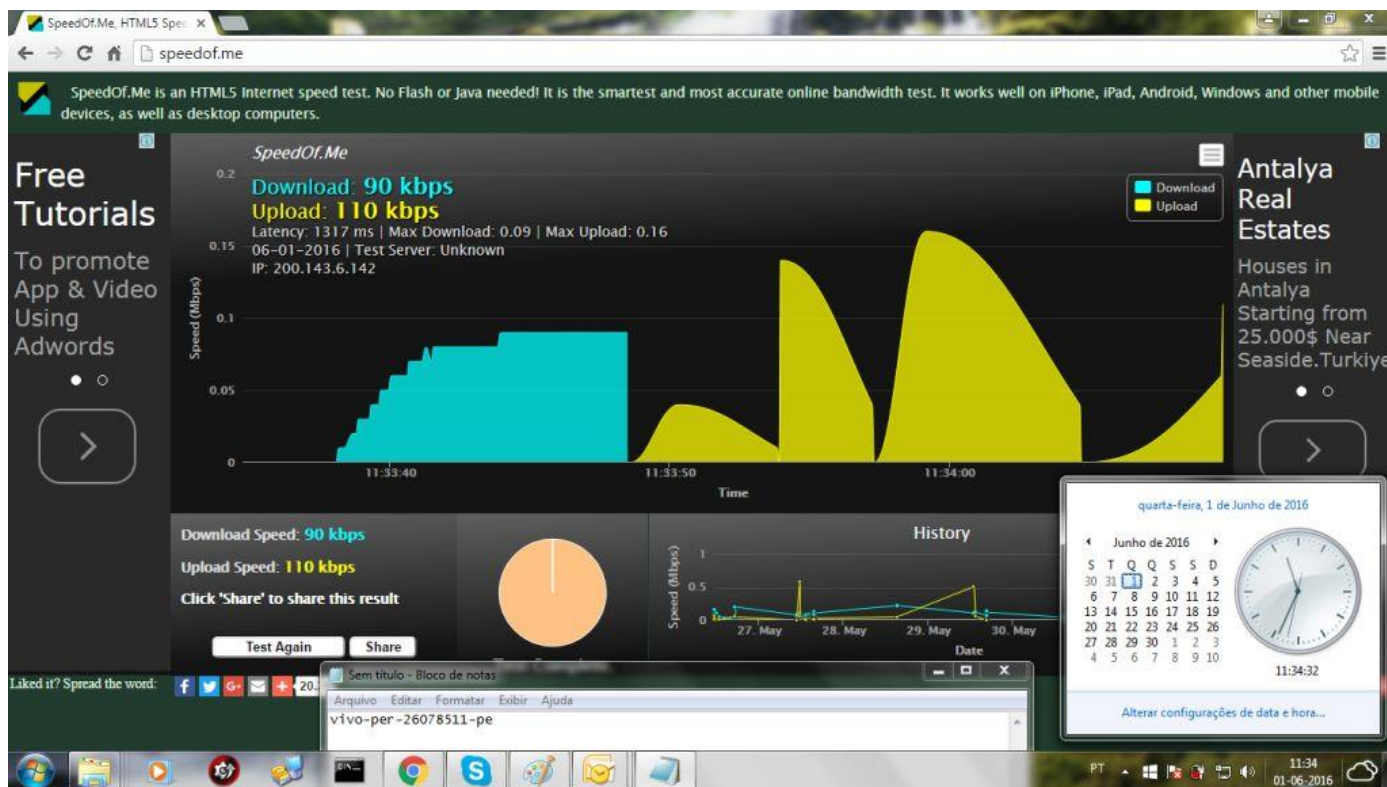 SpeedOf.Me, HTML5 Spee
speedof.me
SpeedOf.Me is an HTML5 Internet speed test. No Flash or Java needed! It is the smartest and most accurate online bandwidth test. It works well on iPhone, iPad, Android, Windows and other mobile
devices, as well as desktop computers.
Free
Tutorials
To promote
App & Video
Using
Adwords
SpeedOf.Me
Download: 90 kbps
Upload: 110 kbps
Latency: 1317 ms | Max Download: 0.09 | Max Upload: 0.16
06-01-2016 | Test Server: Unknown
IP: 200.143.6.142
Download
Upload
0.2
0.15
0.1
0.05
0
Speed (Mbps)
11:33:40
11:33:50
11:34:00
Time
Antalya
Real
Estates
Houses in
Antalya
Starting from
25.000$ Near
Seaside.Turkiye
Download Speed: 90 kbps
Upload Speed: 110 kbps
Click 'Share' to share this result
Test Again
Share
History
Speed (Mbps)
1
0.5
0
27. May
28. May
29. May
30. May
Date
Liked it? Spread the word:
20.
Sem título - Bloco de notas
Arquivo Editar Formatar Exibir Ajuda
vivo-per-26078511-pe
quarta-feira, 1 de Junho de 2016
Junho de 2016
S T Q Q S S D
30 31 1 2 3 4 5
6 7 8 9 10 11 12
13 14 15 16 17 18 19
20 21 22 23 24 25 26
27 28 29 30 1 2 3
4 5 6 7 8 9 10
11:34:32
Alterar configurações de data e hora...
PT
11:34
01-06-2016